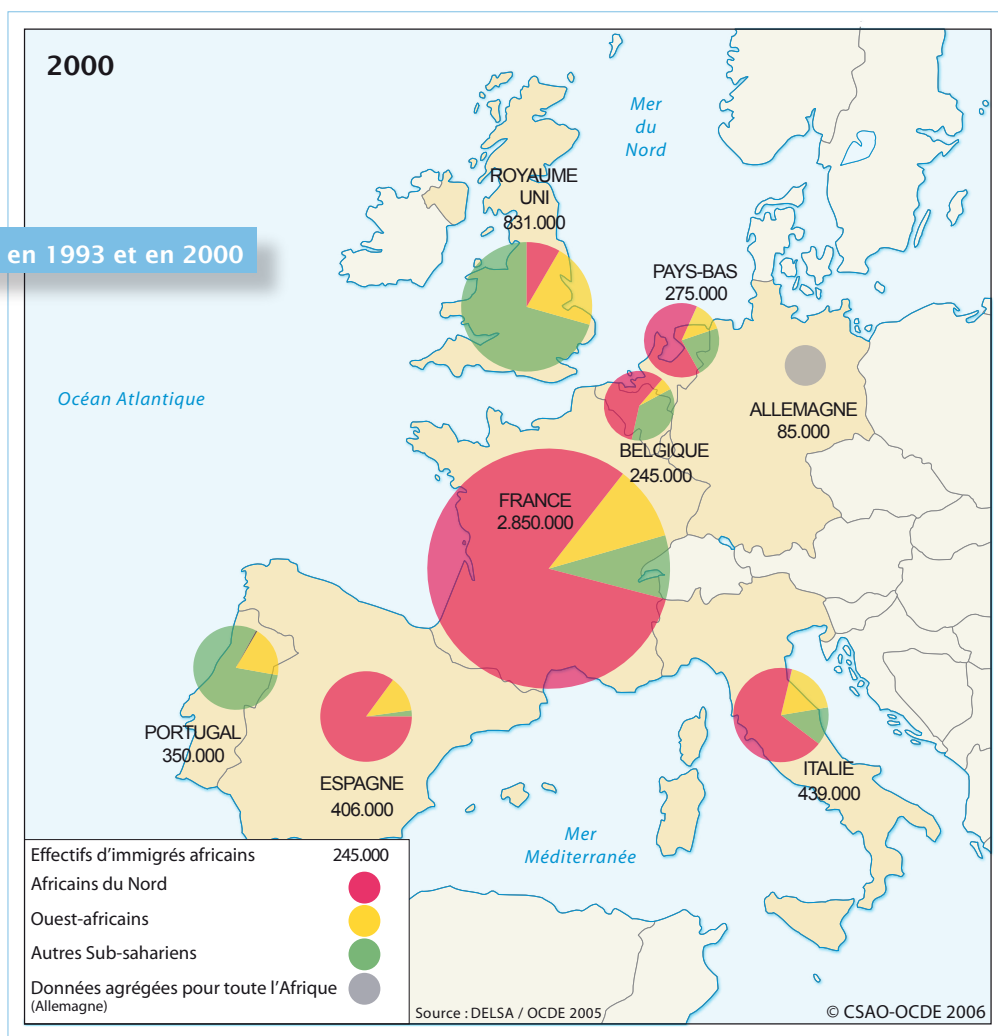 2000
Mer
du
Nord
ROYAUME
UNI
831.000
en 1993 et en 2000
PAYS-BAS
275.000
Océan Atlantique
ALLEMAGNE
85.000
BELGIQUE
245.000
FRANCE
2.850.000
PORTUGAL
350.000
ESPAGNE
406.000
ITALIE
439.000
Mer
Méditerranée
Effectifs d'immigrés africains 245.000
Africains du Nord
Ouest-africains
Autres Sub-sahariens
Données agrégées pour toute l'Afrique
(Allemagne)
Source : DELSA / OCDE 2005
© CSAO-OCDE 2006